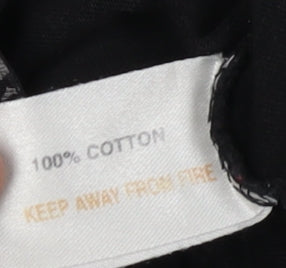 100% COTTON
KEEP AWAY FROM FIRE